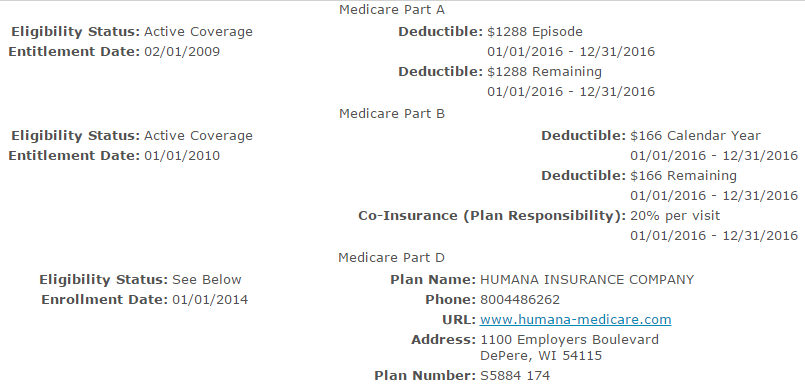 Medicare Part A
Eligibility Status: Active Coverage Deductible: $1288 Episode
Entitlement Date: 02/01/2009 01/01/2016 - 12/31/2016
Deductible: $1288 Remaining
01/01/2016 - 12/31/2016
Medicare Part B
Eligibility Status: Active Coverage Deductible: $166 Calendar Year
Entitlement Date: 01/01/2010 01/01/2016 - 12/31/2016
Deductible: $166 Remaining
01/01/2016 - 12/31/2016
Co-Insurance (Plan Responsibility): 20% per visit
01/01/2016 - 12/31/2016
Medicare Part D
Eligibility Status: See Below Plan Name: HUMANA INSURANCE COMPANY
Enrollment Date: 01/01/2014 Phone: 8004486262
URL: www.humana-medicare.com
Address: 1100 Employers Boulevard
DePere, WI 54115
Plan Number: S5884 174